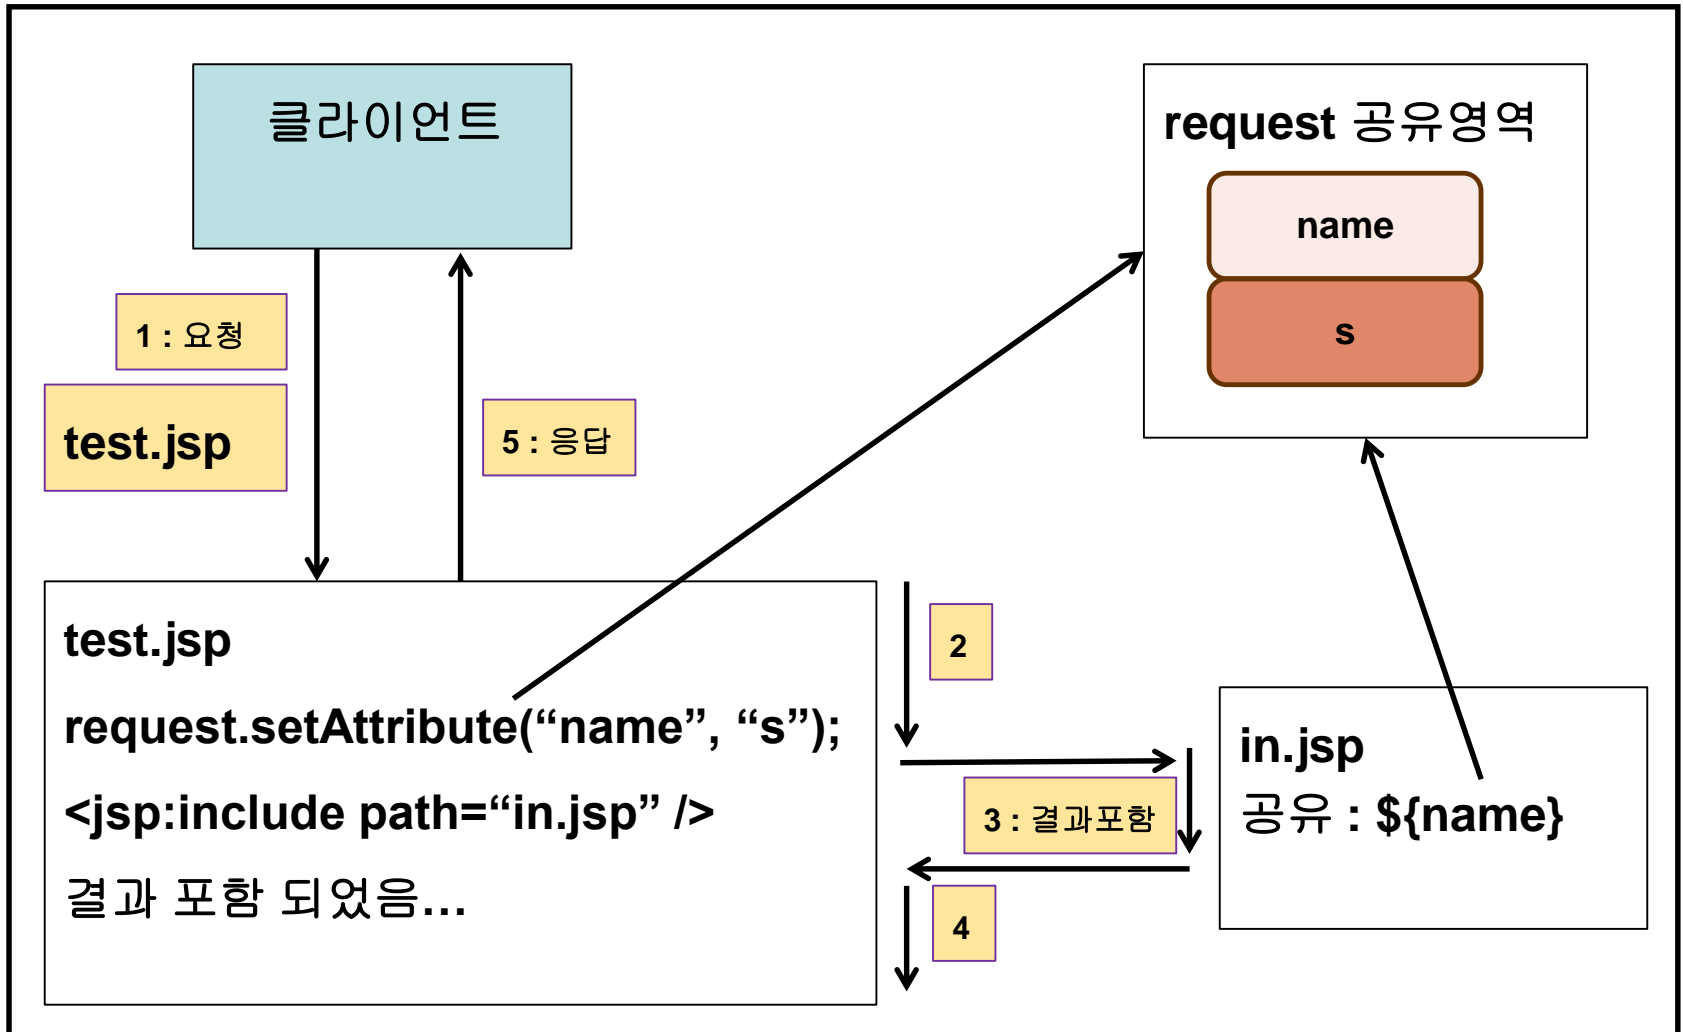 클라이언트
request 공유영역
name
s
1 : 요청
test.jsp
5 : 응답
test.jsp
request.setAttribute(“name”, “s”);
<jsp:include path=“in.jsp” />
결과 포함 되었음...
2
3 : 결과포함
4
in.jsp
공유 : ${name}